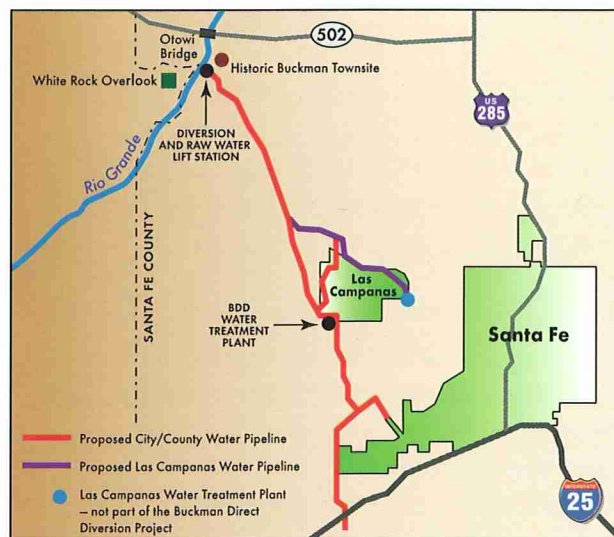 Otowi
Bridge
502
White Rock Overlook
Historic Buckman Townsite
DIVERSION
AND RAW WATER
LIFT STATION
US
285
Rio Grande
SANTA FE COUNTY
Las
Campanas
BDD
WATER
TREATMENT
PLANT
Santa Fe
Proposed City/County Water Pipeline
Proposed Las Campanas Water Pipeline
Las Campanas Water Treatment Plant
– not part of the Buckman Direct
Diversion Project
INTERSTATE
25